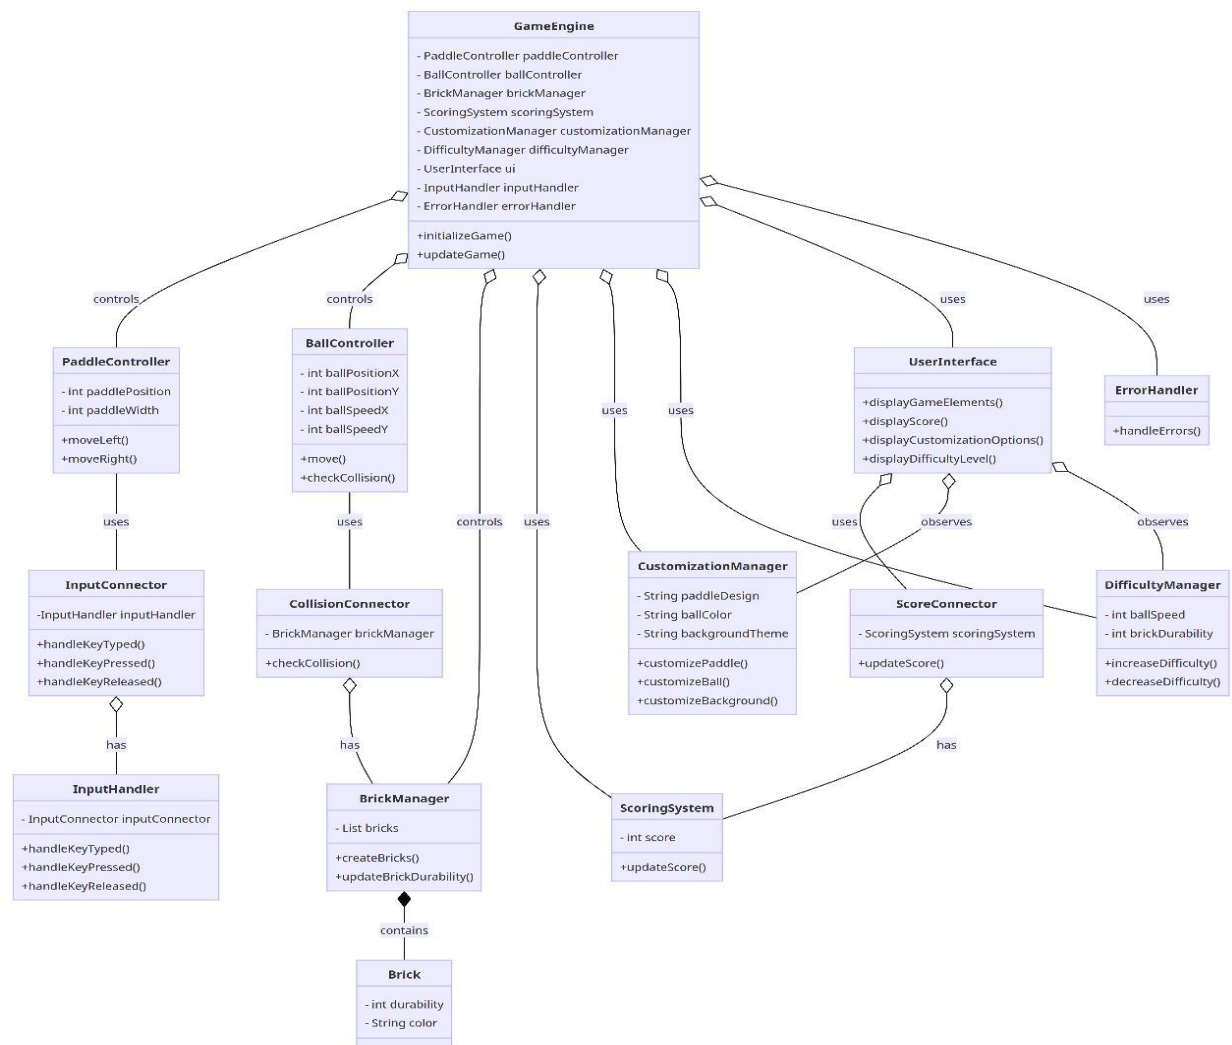 GameEngine
- PaddleController paddleController
- BallController ballController
- BrickManager brickManager
- ScoringSystem scoringSystem
- CustomizationManager customizationManager
- DifficultyManager difficultyManager
- UserInterface ui
- InputHandler inputHandler
- ErrorHandler errorHandler
+initializeGame()
+updateGame()
controls
controls
uses
uses
PaddleController
- int paddlePosition
- int paddleWidth
+moveLeft()
+moveRight()
BallController
- int ballPositionX
- int ballPositionY
- int ballSpeedX
- int ballSpeedY
+move()
+checkCollision()
uses
uses
UserInterface
+displayGameElements()
+displayScore()
+displayCustomizationOptions()
+displayDifficultyLevel()
ErrorHandler
+handleErrors()
uses
uses
controls
uses
uses
observes
observes
InputConnector
-InputHandler inputHandler
+handleKeyTyped()
+handleKeyPressed()
+handleKeyReleased()
CollisionConnector
- BrickManager brickManager
+checkCollision()
CustomizationManager
- String paddleDesign
- String ballColor
- String backgroundTheme
+customizePaddle()
+customizeBall()
+customizeBackground()
ScoreConnector
- ScoringSystem scoringSystem
+updateScore()
DifficultyManager
- int ballSpeed
- int brickDurability
+increaseDifficulty()
+decreaseDifficulty()
has
has
has
InputHandler
- InputConnector inputConnector
+handleKeyTyped()
+handleKeyPressed()
+handleKeyReleased()
BrickManager
- List bricks
+createBricks()
+updateBrickDurability()
ScoringSystem
- int score
+updateScore()
contains
Brick
- int durability
- String color